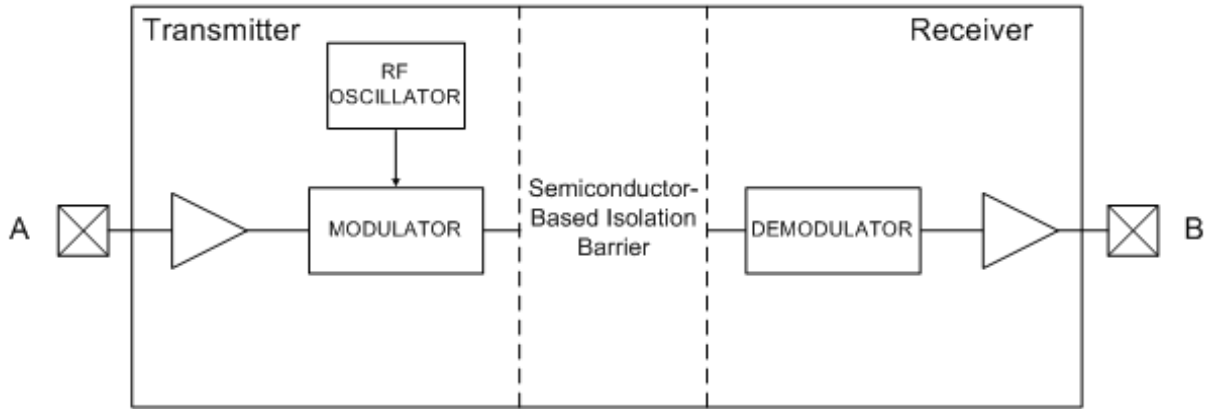 Transmitter
Receiver
RF
OSCILLATOR
A
MODULATOR
Semiconductor-
Based Isolation
Barrier
DEMODULATOR
B